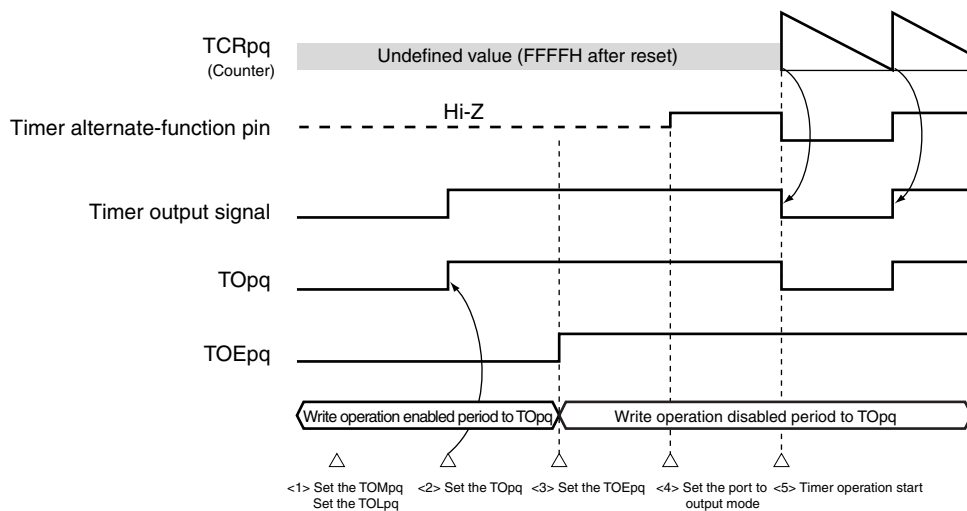 TCRpq
(Counter)
Undefined value (FFFFH after reset)
Hi-Z
Timer alternate-function pin
Timer output signal
TOpq
TOEpq
Write operation enabled period to TOpq
Write operation disabled period to TOpq
<1> Set the TOMpq
Set the TOLpq
<2> Set the TOpq
<3> Set the TOEpq
<4> Set the port to
output mode
<5> Timer operation start